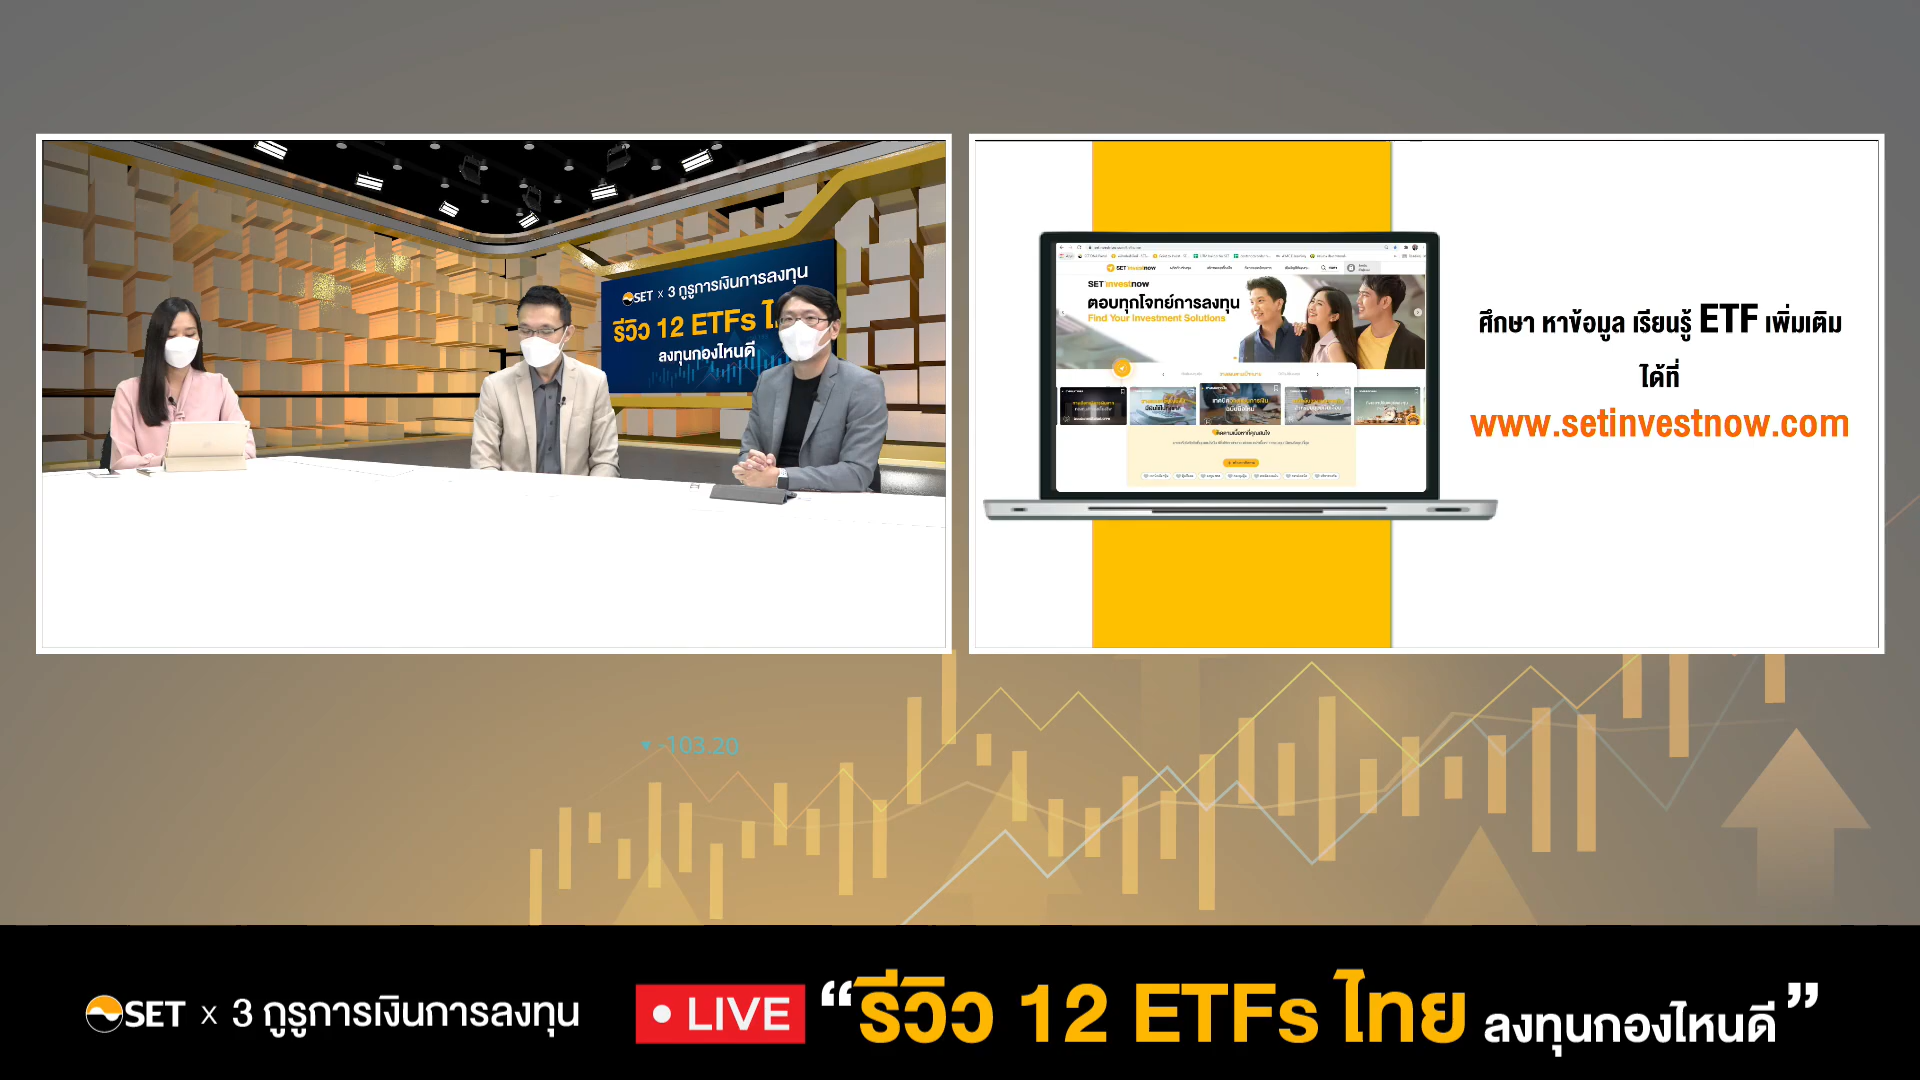 SET x 3 กูรูการเงินการลงทุน
รีวิว 12 ETFs ไ
ลงทุนกองไหนดี
SET investnow
SET investnow
ตอบทุกโจทย์การลงทุน
Find Your Investment Solutions
ศึกษา หาข้อมูล เรียนรู้ ETF เพิ่มเติม
ได้ที่
www.setinvestnow.com
-103.20
SET x 3 กูรูการเงินการลงทุน
LIVE “รีวิว 12 ETFs ไทย ลงทุนกองไหนดี”